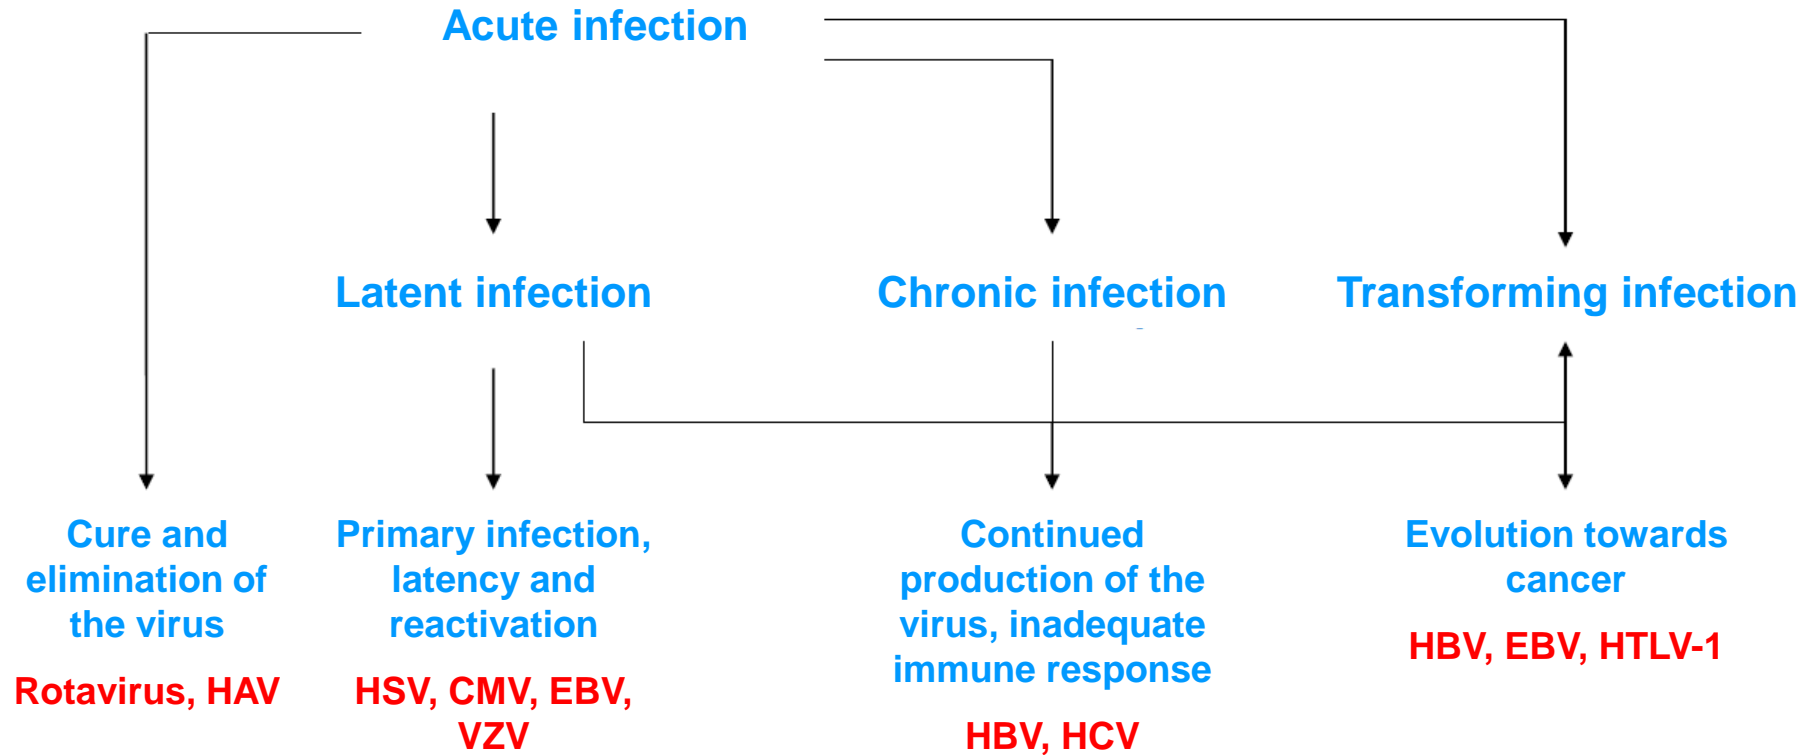 Acute infection
Latent infection
Chronic infection
Transforming infection
Cure and
elimination of
the virus
Rotavirus, HAV
Primary infection,
latency and
reactivation
HSV, CMV, EBV,
VZV
Continued
production of the
virus, inadequate
immune response
HBV, HCV
Evolution towards
cancer
HBV, EBV, HTLV-1